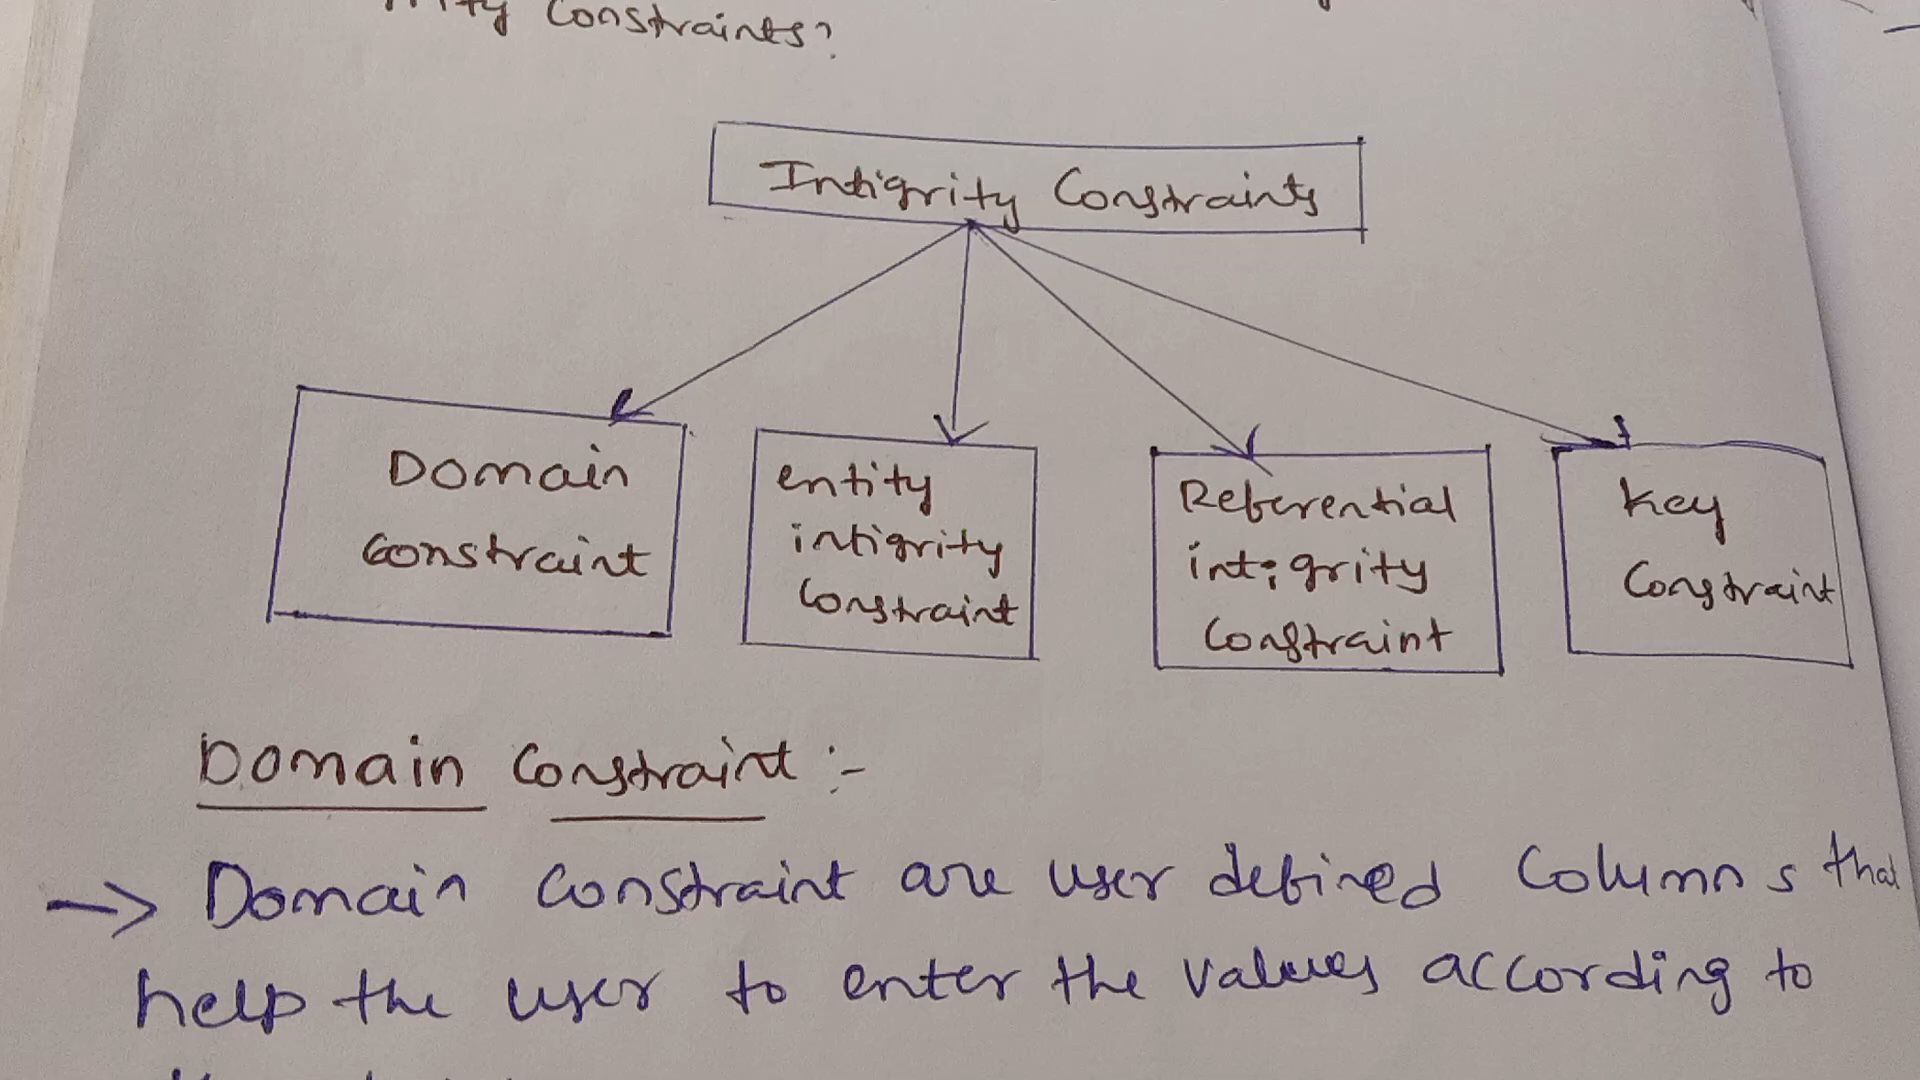 Constraints?
Intigrity Constraints
Domain
Constraint
entity
intigrity
Constraint
Referential
intigrity
Constraint
Key
Constraint
Domain Constraint :-
→ Domain Constraint are user defined Columns that
help the user to enter the values according to